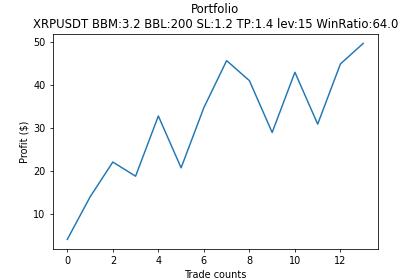 Portfolio
XRPUSDT BBM:3.2 BBL:200 SL:1.2 TP:1.4 lev:15 WinRatio:64.0
50
40
30
20
10
Profit ($)
0 2 4 6 8 10 12
Trade counts